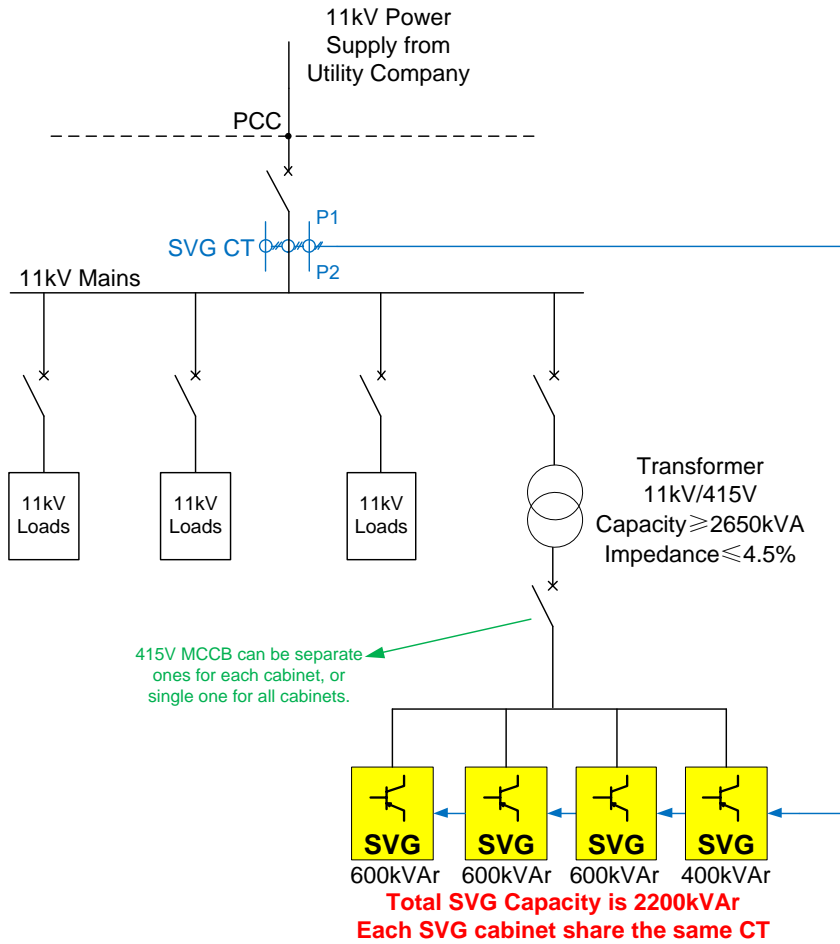 11kV Power
Supply from
Utility Company
PCC
P1
SVG CT
P2
11kV Mains
11kV
Loads
11kV
Loads
11kV
Loads
Transformer
11kV/415V
Capacity≥2650kVA
Impedance≤4.5%
415V MCCB can be separate
ones for each cabinet, or
single one for all cabinets.
SVG
SVG
SVG
SVG
600kVAr
600kVAr
600kVAr
400kVAr
Total SVG Capacity is 2200kVAr
Each SVG cabinet share the same CT